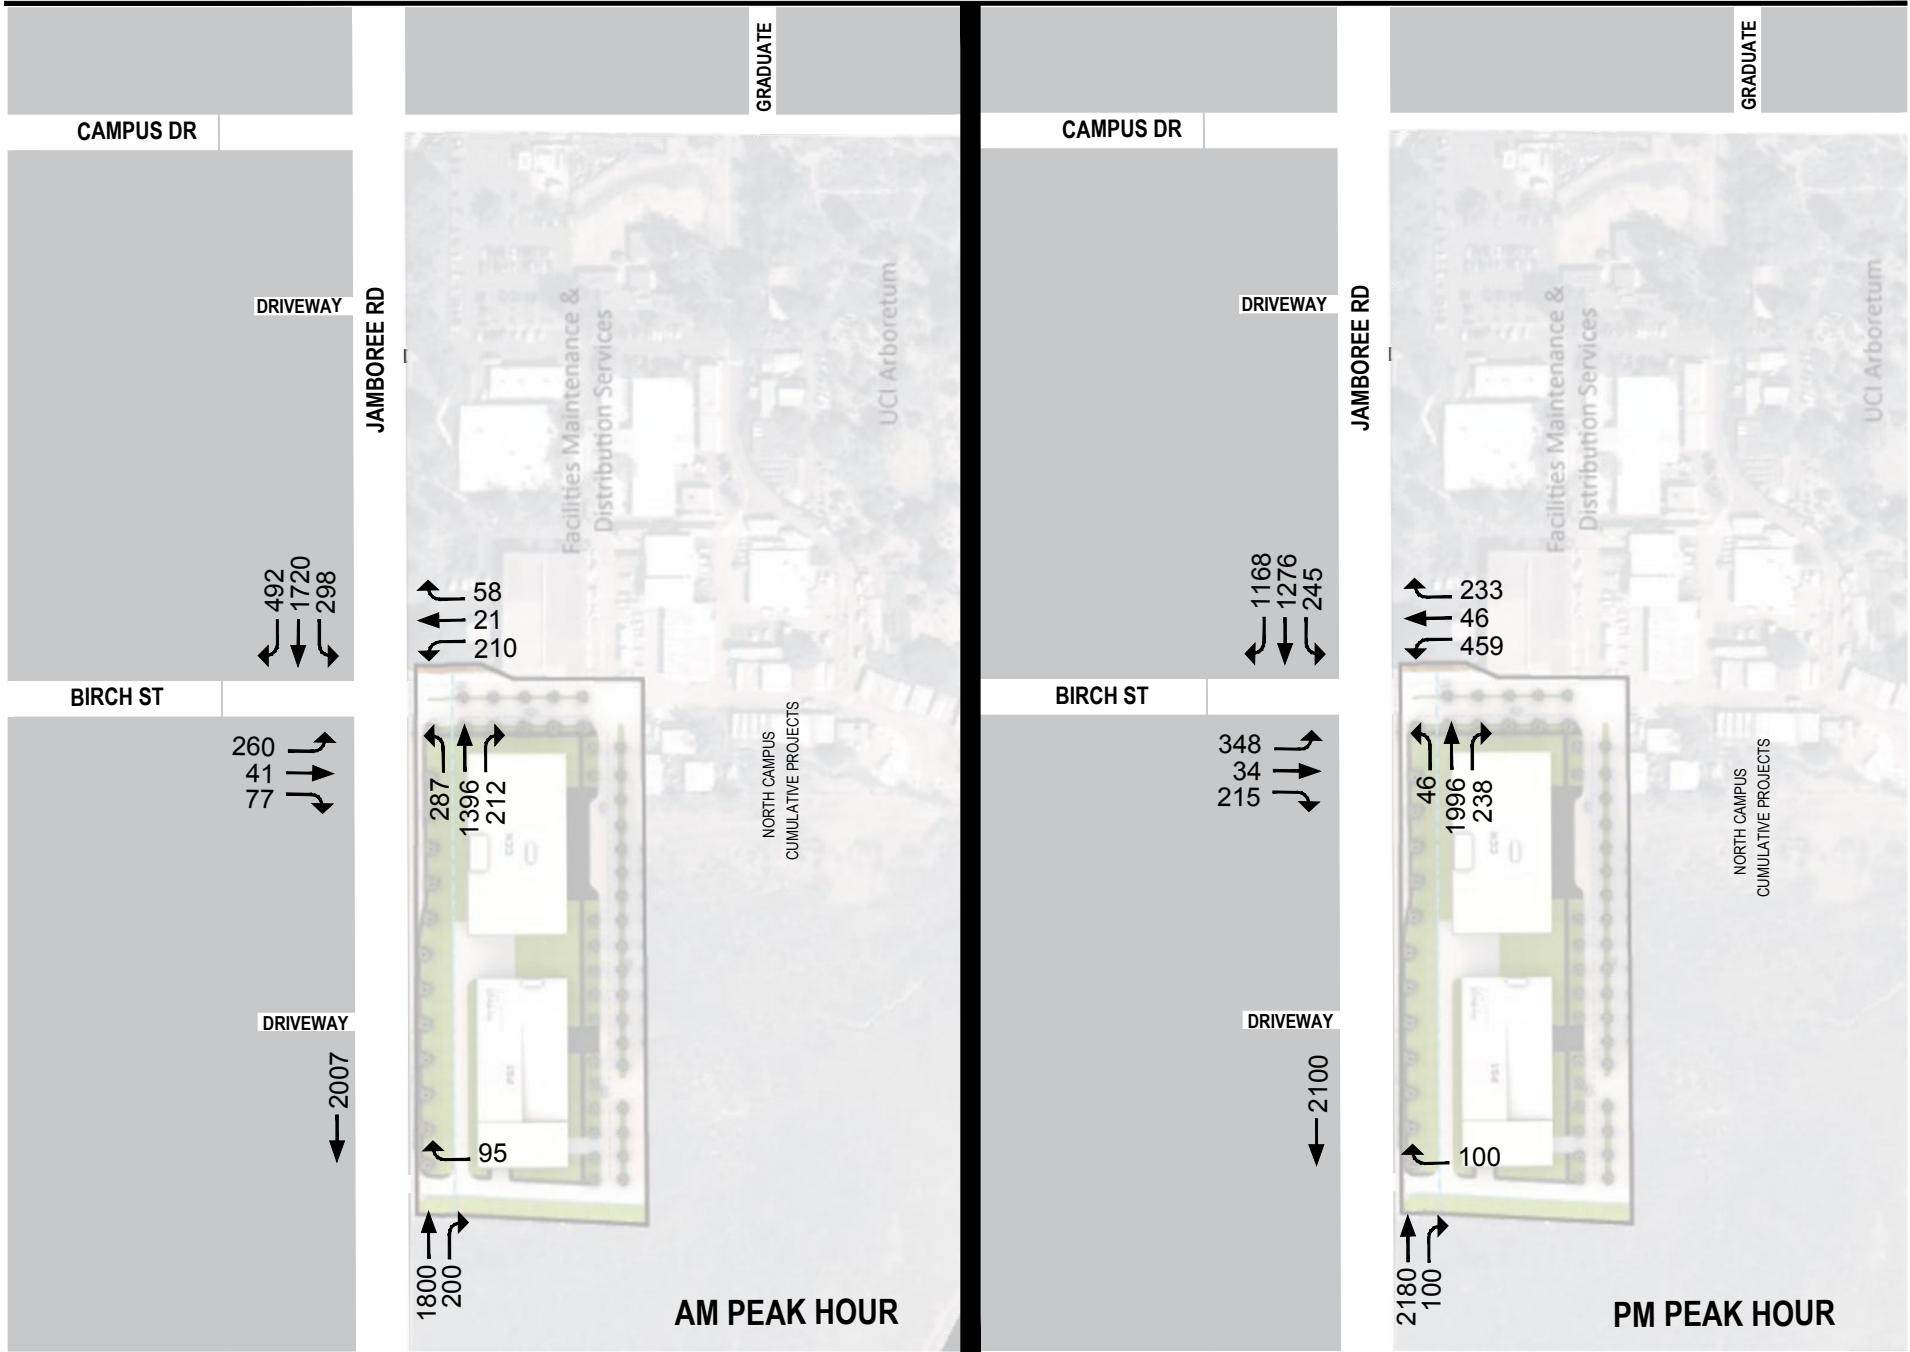 GRADUATE
CAMPUS DR
DRIVEWAY
JAMBOREE RD
Facilities Maintenance &
Distribution Services
UCI Arboretum
492
1720
298
58
21
210
BIRCH ST
260
41
77
287
1396
212
NORTH CAMPUS
CUMULATIVE PROJECTS
CCH
DRIVEWAY
2007
PS1
95
1800
200
AM PEAK HOUR
GRADUATE
CAMPUS DR
DRIVEWAY
JAMBOREE RD
Facilities Maintenance &
Distribution Services
UCI Arboretum
1168
1276
245
233
46
459
BIRCH ST
348
34
215
46
1996
238
NORTH CAMPUS
CUMULATIVE PROJECTS
CCH
DRIVEWAY
2100
PS1
100
2180
100
PM PEAK HOUR